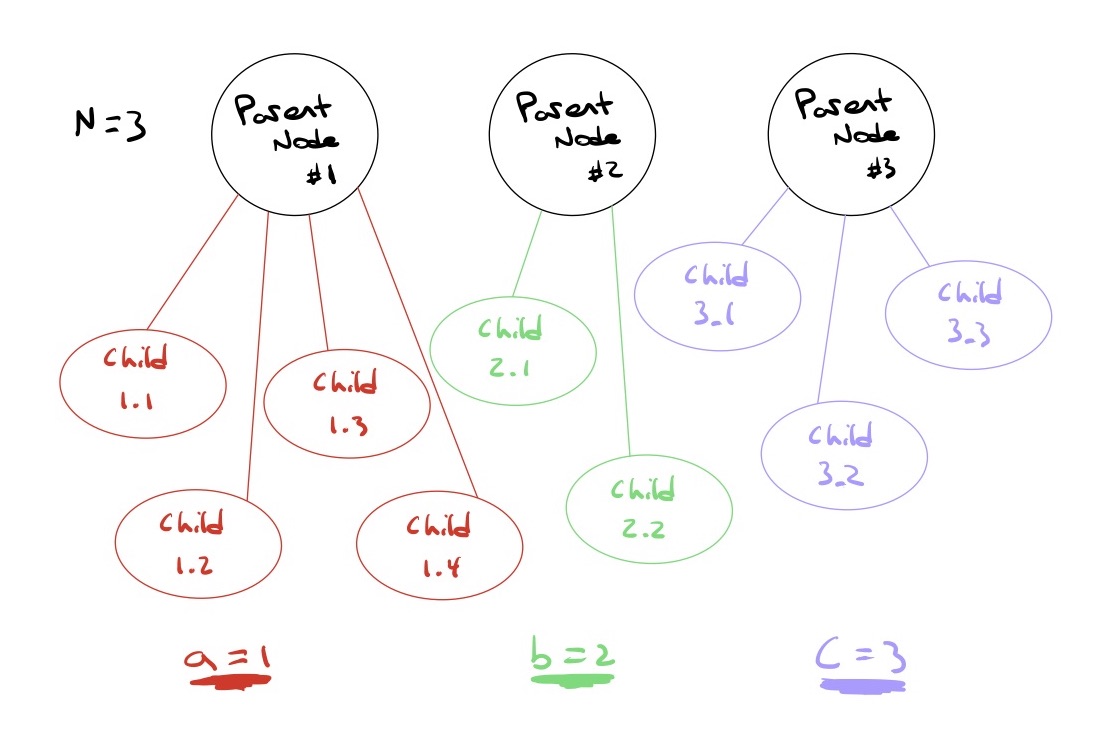 N=3
Parent
Node
#1
Parent
Node
#2
Parent
Node
#3
Child
1.1
Child
1.2
Child
1.3
Child
1.4
Child
2.1
Child
2.2
Child
3.1
Child
3.2
Child
3.3
a=1
b=2
C=3